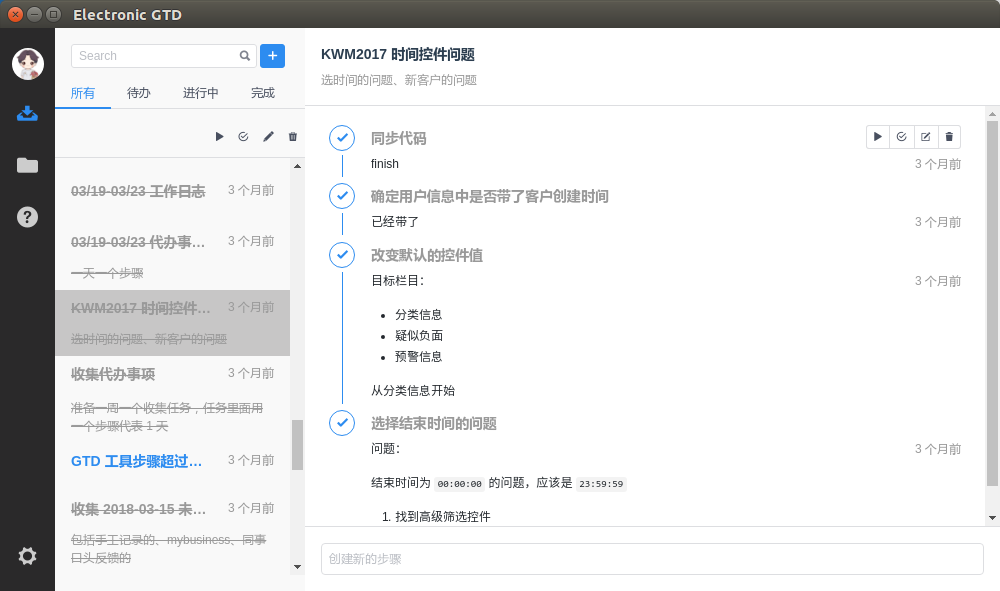 Electronic GTD
Search
所有 待办 进行中 完成
03/19-03/23 工作日志 3 个月前
03/19-03/23 代办事… 3 个月前
一天一个步骤
KWM2017 时间控件… 3 个月前
选时间的问题、新客户的问题
收集代办事项 3 个月前
准备一周一个收集任务，任务里面用
一个步骤代表 1 天
GTD 工具步骤超过… 3 个月前
收集 2018-03-15 未… 3 个月前
包括手工记录的、mybusiness、同事
口头反馈的
KWM2017 时间控件问题
选时间的问题、新客户的问题
同步代码
finish 3 个月前
确定用户信息中是否带了客户创建时间
已经带了 3 个月前
改变默认的控件值
目标栏目： 3 个月前
• 分类信息
• 疑似负面
• 预警信息
从分类信息开始
选择结束时间的问题
问题： 3 个月前
结束时间为 00:00:00 的问题，应该是 23:59:59
1. 找到高级筛选控件
创建新的步骤